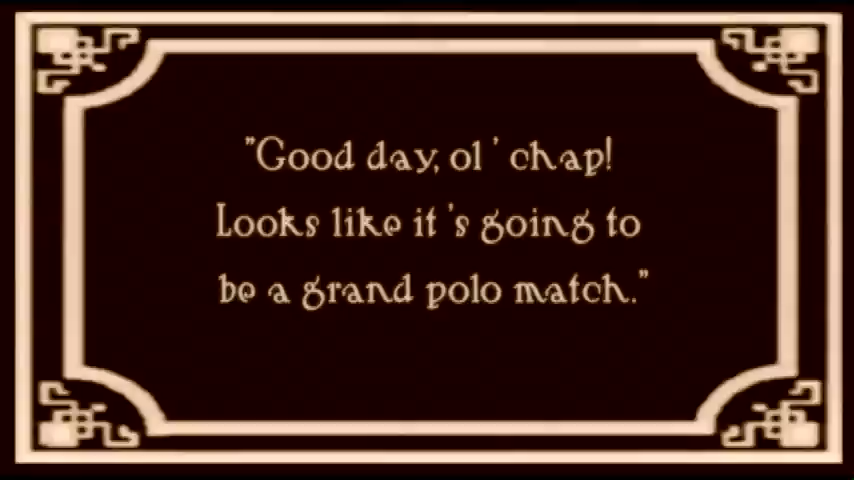 "Good day, ol' chap!
Looks like it's going to
be a grand polo match."